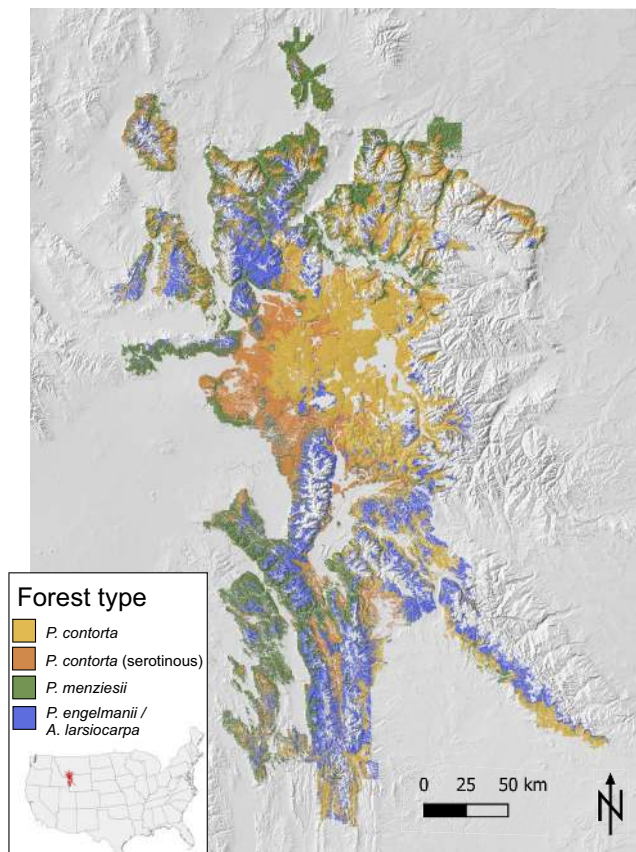 Forest type
P. contorta
P. contorta (serotinous)
P. menziesii
P. engelmanii /
A. larsiocarpa
0 25 50 km
N